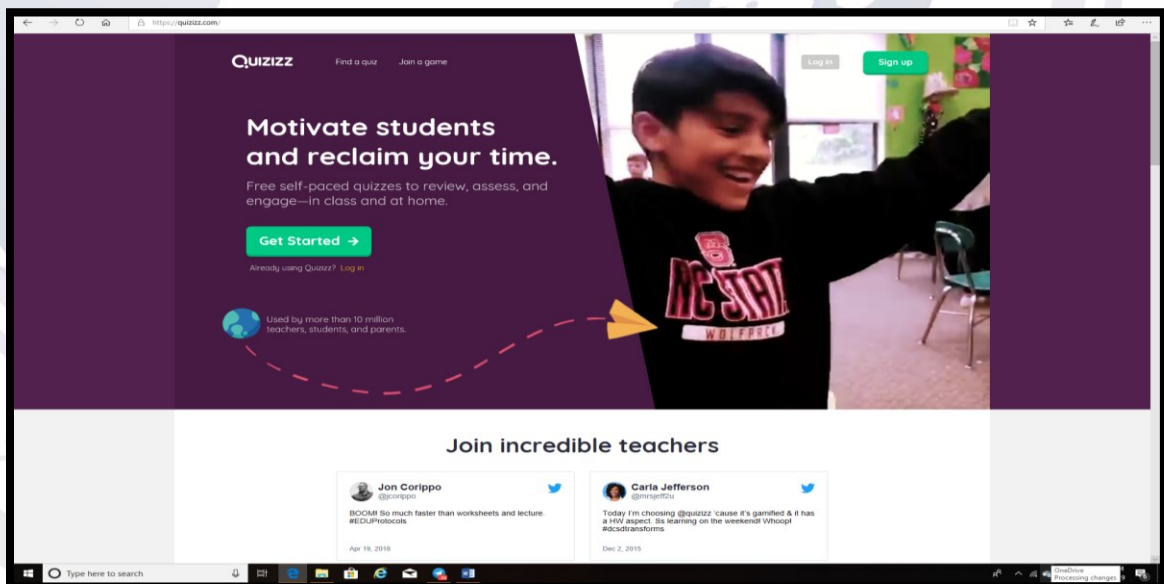 https://quizizz.com/
Quizizz
Find a quiz
Join a game
Log in
Sign up
Motivate students
and reclaim your time.
Free self-paced quizzes to review, assess, and
engage—in class and at home.
Get Started →
Already using Quizizz? Log in
Used by more than 10 million
teachers, students, and parents.
S
NC STATE
WOLFPACK
Join incredible teachers
Jon Corippo
@jcorippo
BOOM! So much faster than worksheets and lecture.
#EDUProtocols
Apr 19, 2018
Carla Jefferson
@mrsjeff2u
Today I'm choosing @quizizz 'cause it's gamified & it has
a HW aspect. Ss learning on the weekend! Whoop!
#dcsdtransforms
Dec 2, 2015
Type here to search
OneDrive
Processing changes